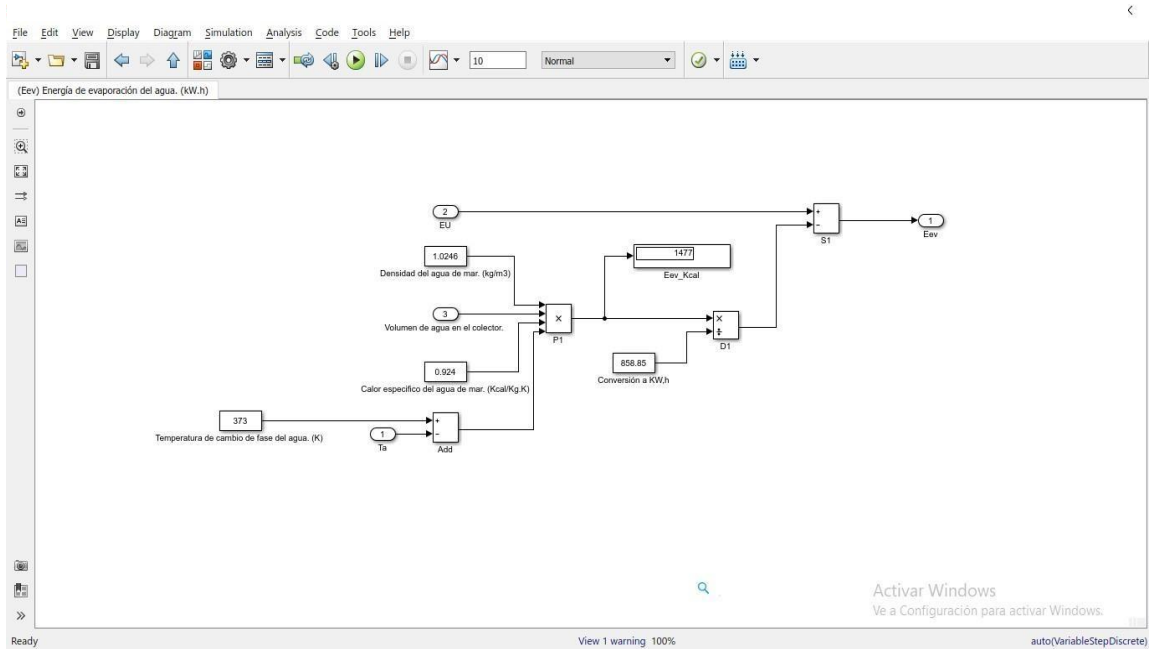 File Edit View Display Diagram Simulation Analysis Code Tools Help
10 Normal
(Eev) Energía de evaporación del agua. (kW.h)
2
EU
+
-
S1
1
Eev
1.0246
Densidad del agua de mar. (kg/m3)
1477
Eev_Kcal
3
Volumen de agua en el colector.
×
P1
×
÷
D1
0.924
Calor especifico del agua de mar. (Kcal/Kg.K)
858.85
Conversión a KW,h
373
Temperatura de cambio de fase del agua. (K)
1
Ta
+
-
Add
Activar Windows
Ve a Configuración para activar Windows.
Ready View 1 warning 100% auto(VariableStepDiscrete)